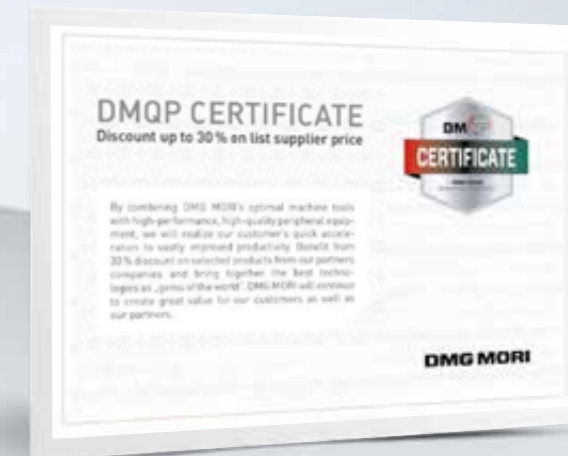 DMQP CERTIFICATE
Discount up to 30% on list supplier price
DMQP
CERTIFICATE
By combining DMG MORI's optimal machine tools
with high-performance, high-quality peripheral equip-
ment, we will realize our customer's quick accele-
ration to vastly improved productivity. Benefit from
30% discount on selected products from our partners
companies and bring together the best techno-
logies as „gems of the world". DMG MORI will continue
to create great value for our customers as well as
our partners.
DMG MORI